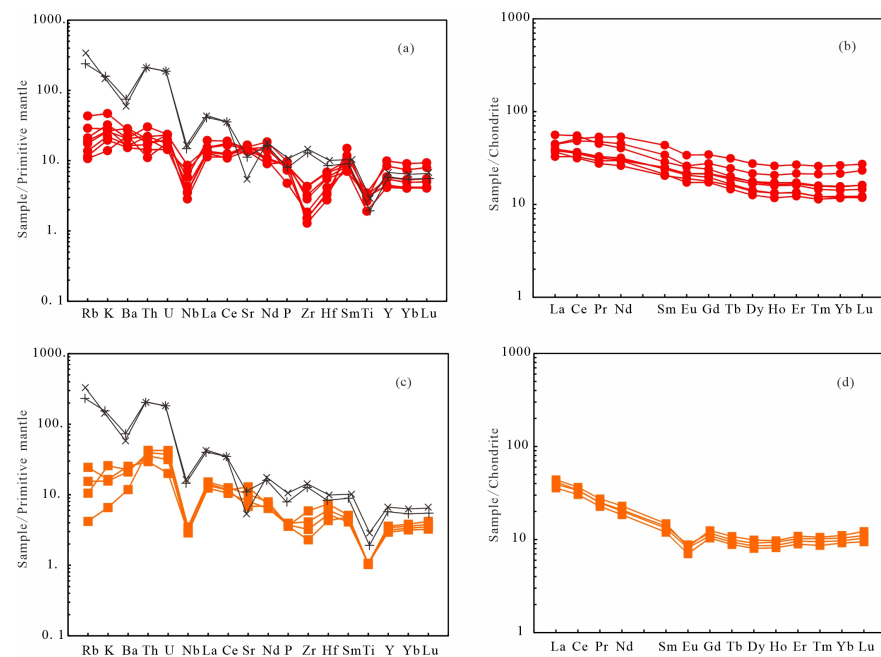 1000.
(a)
100.
10.
1.
0. 1
Sample/Primitive mantle
Rb K Ba Th U Nb La Ce Sr Nd P Zr Hf SmTi Y Yb Lu
1000
(b)
100
10
1
Sample/Chondrite
La Ce Pr Nd Sm Eu Gd Tb Dy Ho Er Tm Yb Lu
1000.
(c)
100.
10.
1.
0. 1
Sample/Primitive mantle
Rb K Ba Th U Nb La Ce Sr Nd P Zr Hf SmTi Y Yb Lu
1000
(d)
100
10
1
Sample/Chondrite
La Ce Pr Nd Sm Eu Gd Tb Dy Ho Er Tm Yb Lu